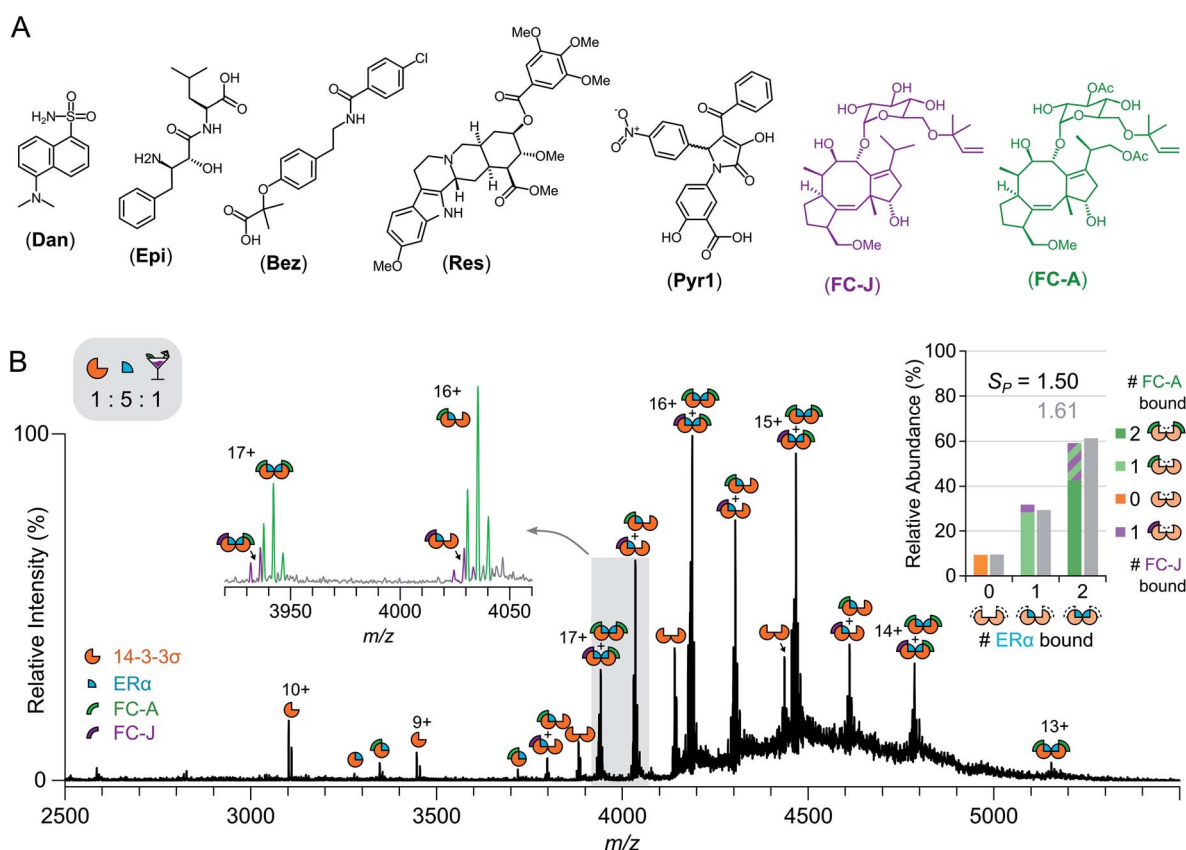 A
(Dan)
(Epi)
(Bez)
(Res)
(Pyr1)
(FC-J)
(FC-A)
H2N
S
O
O
N
OH
O
NH
O
H2N
OH
Cl
O
NH
O
O
OH
MeO
OMe
OMe
O
O
N
H
H
H
OMe
O
OMe
NH
MeO
O
O-
N+
O
OH
N
O
HO
O
OH
OH
HO
OH
O
O
O
HO
O
H
OH
OMe
OAc
HO
OH
O
O
O
HO
O
OAc
H
OH
OMe
B
1 : 5 : 1
Relative Intensity (%)
100
0
17+
16+
3950
4000
4050
m/z
14-3-3σ
ERα
FC-A
FC-J
10+
9+
17+
16+
15+
14+
13+
+
+
+
+
+
+
+
+
2500
3000
3500
4000
4500
5000
m/z
Relative Abundance (%)
100
80
60
40
20
0
SP = 1.50
1.61
0
1
2
# ERα bound
# FC-A
bound
2
1
0
1
# FC-J
bound